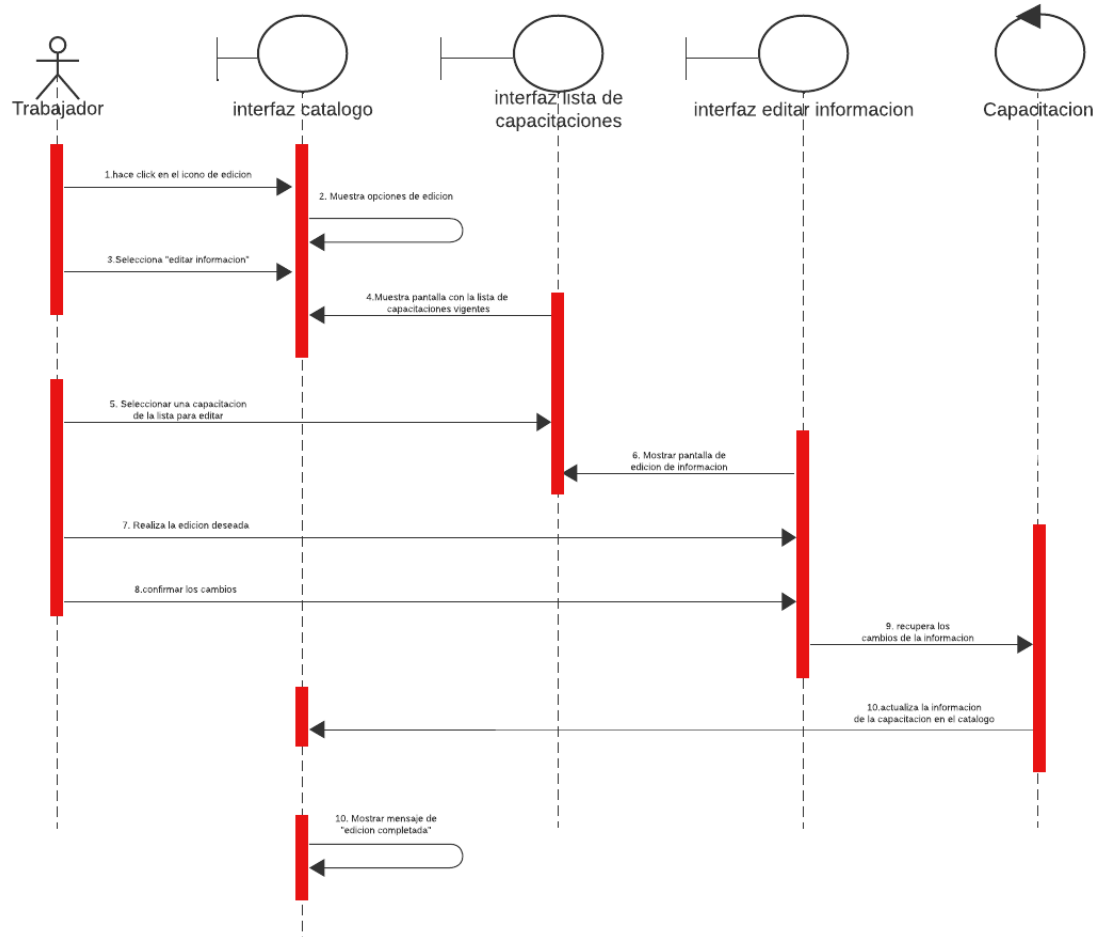 Trabajador
interfaz catalogo
interfaz lista de
capacitaciones
interfaz editar informacion
Capacitacion
1.hace click en el icono de edicion
2. Muestra opciones de edicion
3.Selecciona "editar informacion"
4.Muestra pantalla con la lista de
capacitaciones vigentes
5. Seleccionar una capacitacion
de la lista para editar
6. Mostrar pantalla de
edicion de informacion
7. Realiza la edicion deseada
8.confirmar los cambios
9. recupera los
cambios de la informacion
10.actualiza la informacion
de la capacitacion en el catalogo
10. Mostrar mensaje de
"edicion completada"